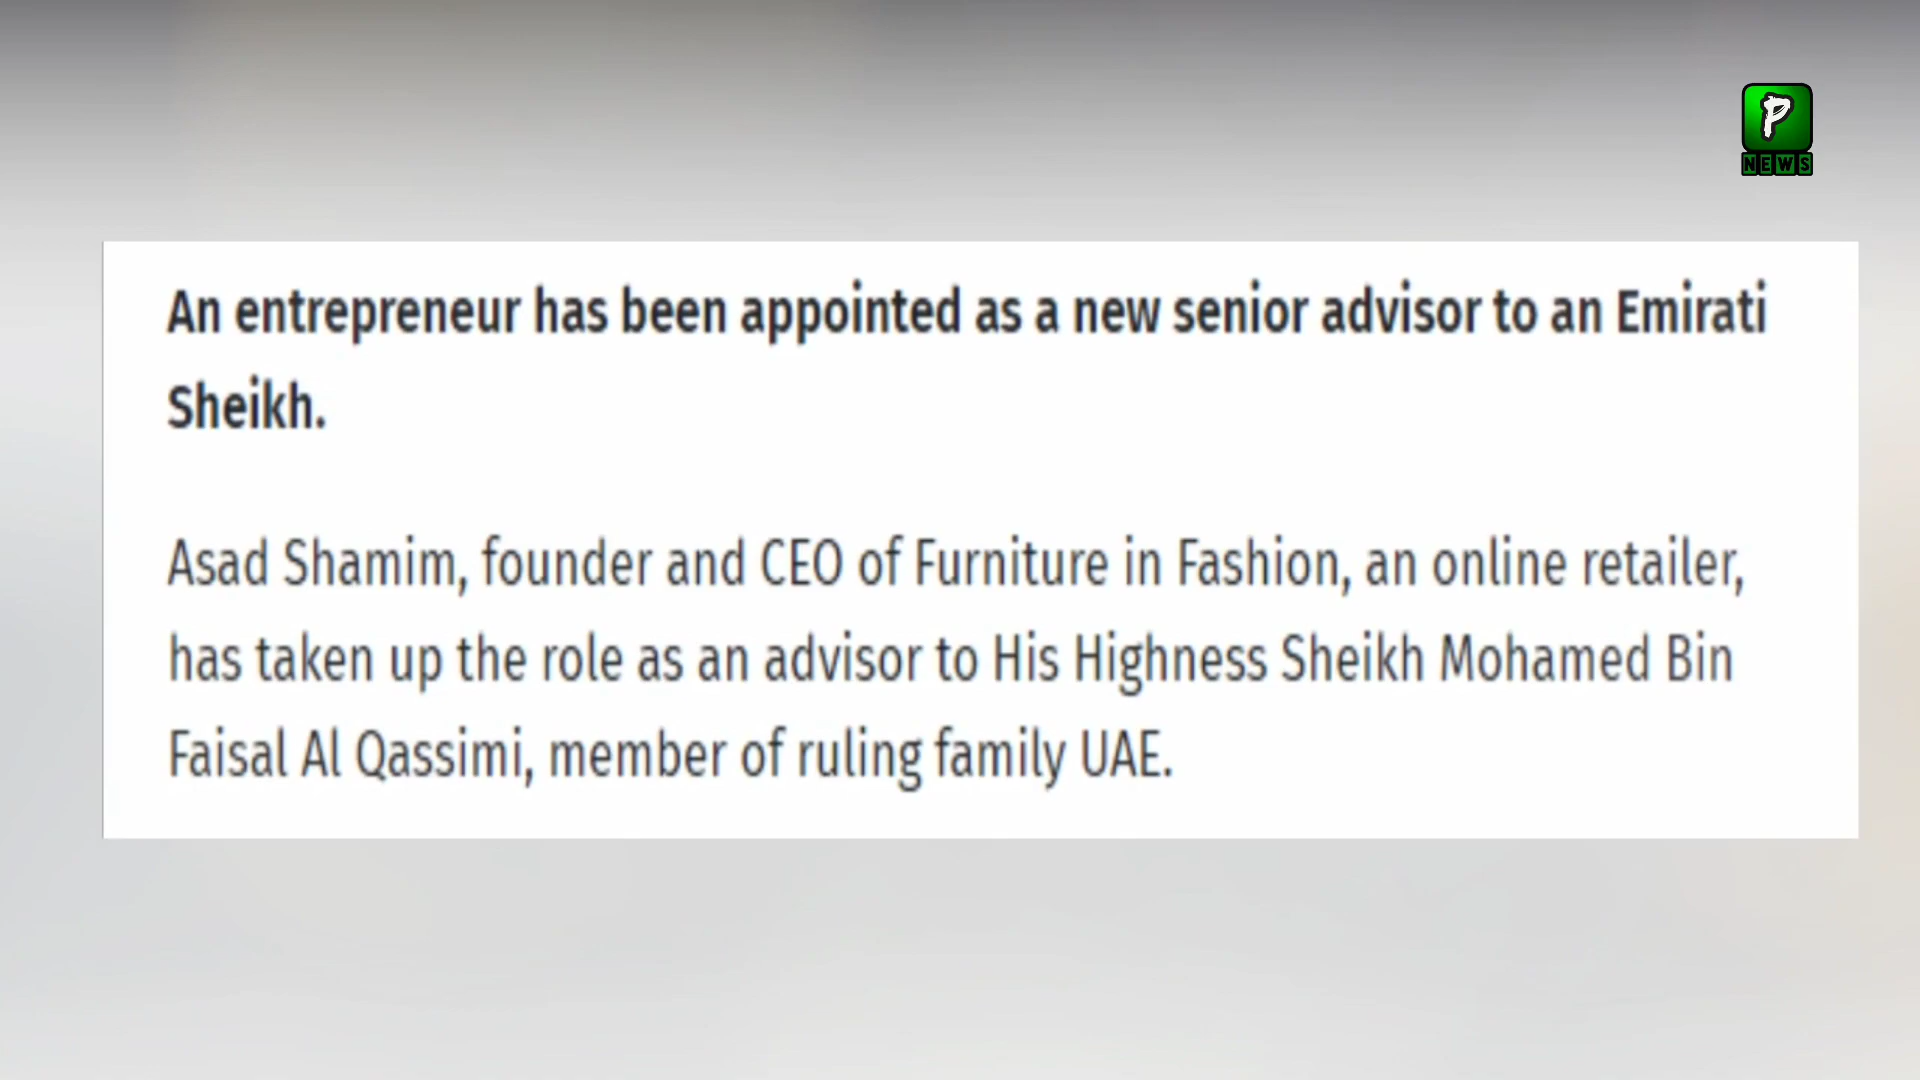 P
NEWS
An entrepreneur has been appointed as a new senior advisor to an Emirati
Sheikh.
Asad Shamim, founder and CEO of Furniture in Fashion, an online retailer,
has taken up the role as an advisor to His Highness Sheikh Mohamed Bin
Faisal Al Qassimi, member of ruling family UAE.